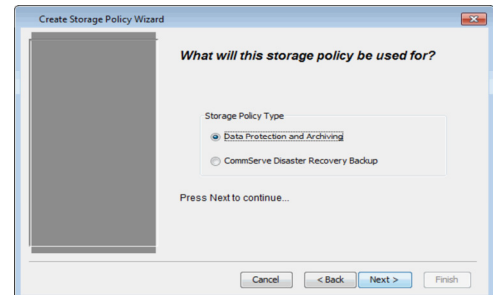 Create Storage Policy Wizard
What will this storage policy be used for?
Storage Policy Type
Data Protection and Archiving
CommServe Disaster Recovery Backup
Press Next to continue...
Cancel
< Back
Next >
Finish